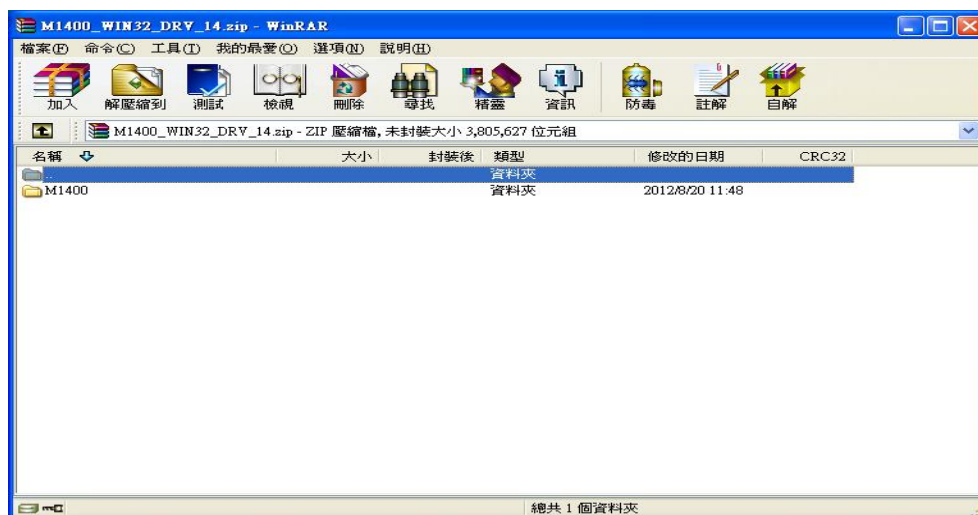 M1400_WIN32_DRV_14.zip - WinRAR
檔案(F) 命令(C) 工具(T) 我的最愛(O) 選項(N) 說明(H)
加入 解壓縮到 測試 檢視 刪除 尋找 精靈 資訊 防毒 註解 自解
M1400_WIN32_DRV_14.zip - ZIP 壓縮檔, 未封裝大小 3,805,627 位元組
名稱 大小 封裝後 類型 修改的日期 CRC32
.. 資料夾
M1400 資料夾 2012/8/20 11:48
總共 1 個資料夾